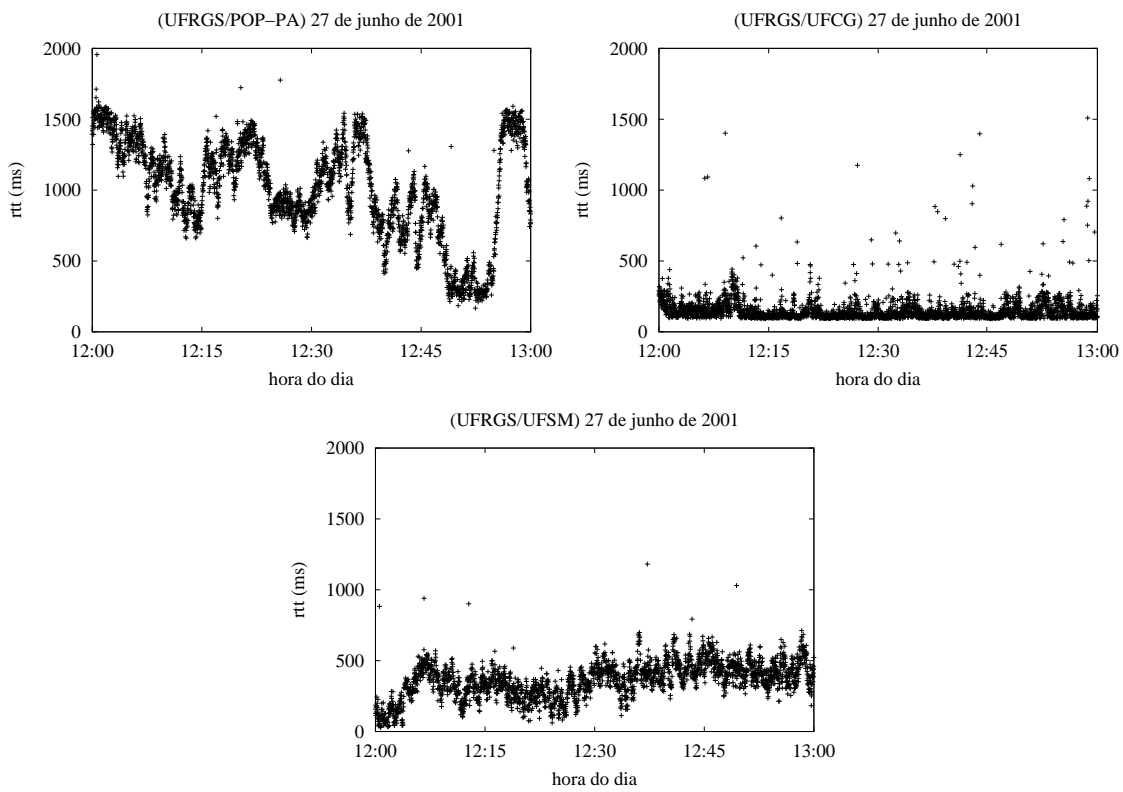 (UFRGS/POP−PA) 27 de junho de 2001
2000
1500
1000
500
0
rtt (ms)
12:00 12:15 12:30 12:45 13:00
hora do dia
(UFRGS/UFCG) 27 de junho de 2001
2000
1500
1000
500
0
rtt (ms)
12:00 12:15 12:30 12:45 13:00
hora do dia
(UFRGS/UFSM) 27 de junho de 2001
2000
1500
1000
500
0
rtt (ms)
12:00 12:15 12:30 12:45 13:00
hora do dia